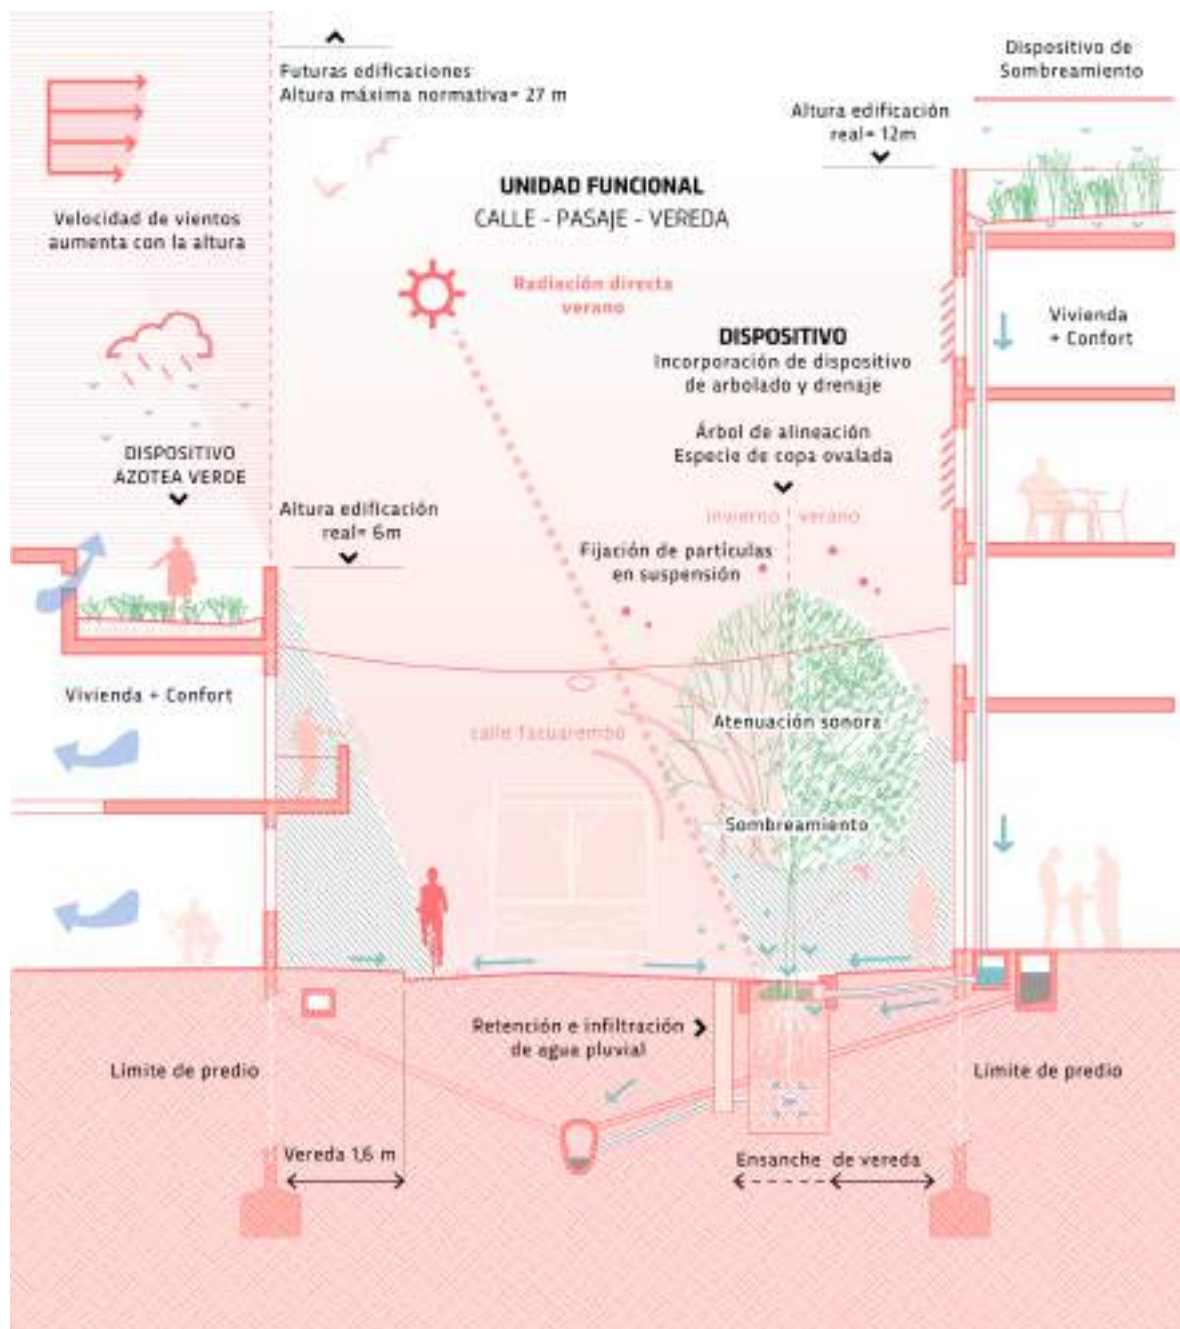 Futuras edificaciones
Altura máxima normativa= 27 m
Dispositivo de
Sombreamiento
Altura edificación
real= 12m
UNIDAD FUNCIONAL
CALLE - PASAJE - VEREDA
Velocidad de vientos
aumenta con la altura
Radiación directa
verano
Vivienda
+ Confort
DISPOSITIVO
Incorporación de dispositivo
de arbolado y drenaje
Árbol de alineación
Especie de copa ovalada
DISPOSITIVO
AZOTEA VERDE
Altura edificación
real= 6m
invierno verano
Fijación de partículas
en suspensión
Vivienda + Confort
Atenuación sonora
calle Tacuarembó
Sombreamiento
Retención e infiltración
de agua pluvial
Límite de predio
Límite de predio
Vereda 1,6 m
Ensanche de vereda